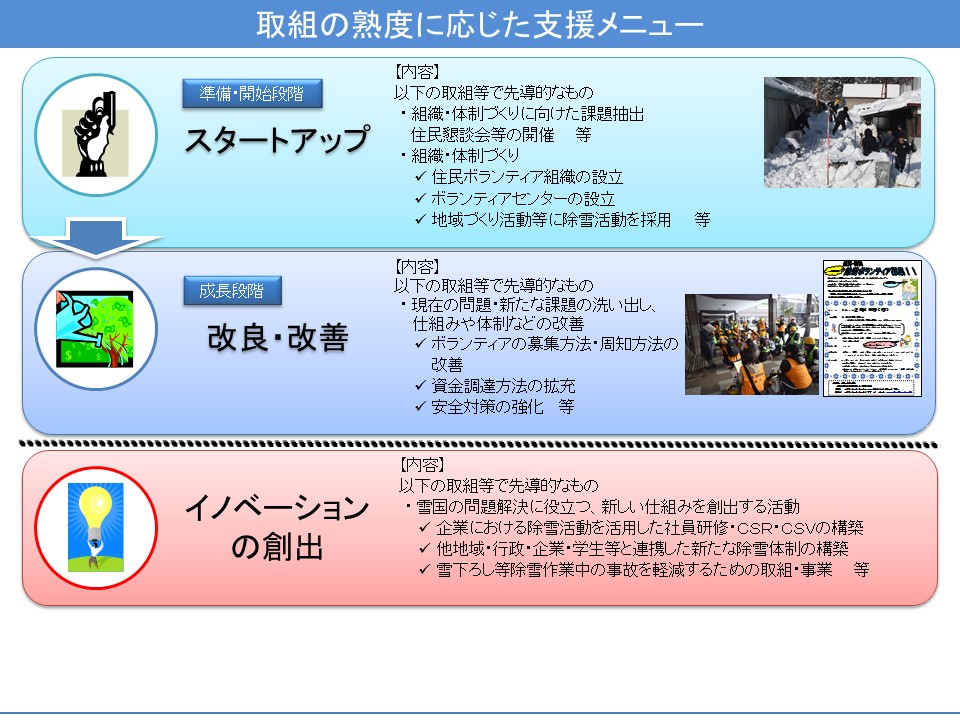 取組の熟度に応じた支援メニュー
準備・開始段階
スタートアップ
【内容】
以下の取組等で先導的なもの
・組織・体制づくりに向けた課題抽出
住民懇談会等の開催　等
・組織・体制づくり
✓ 住民ボランティア組織の設立
✓ ボランティアセンターの設立
✓ 地域づくり活動等に除雪活動を採用　等
成長段階
改良・改善
【内容】
以下の取組等で先導的なもの
・現在の問題・新たな課題の洗い出し、
仕組みや体制などの改善
✓ ボランティアの募集方法・周知方法の
改善
✓ 資金調達方法の拡充
✓ 安全対策の強化　等
イノベーション
の創出
【内容】
以下の取組等で先導的なもの
・雪国の問題解決に役立つ、新しい仕組みを創出する活動
✓ 企業における除雪活動を活用した社員研修・CSR・CSVの構築
✓ 他地域・行政・企業・学生等と連携した新たな除雪体制の構築
✓ 雪下ろし等除雪作業中の事故を軽減するための取組・事業　等